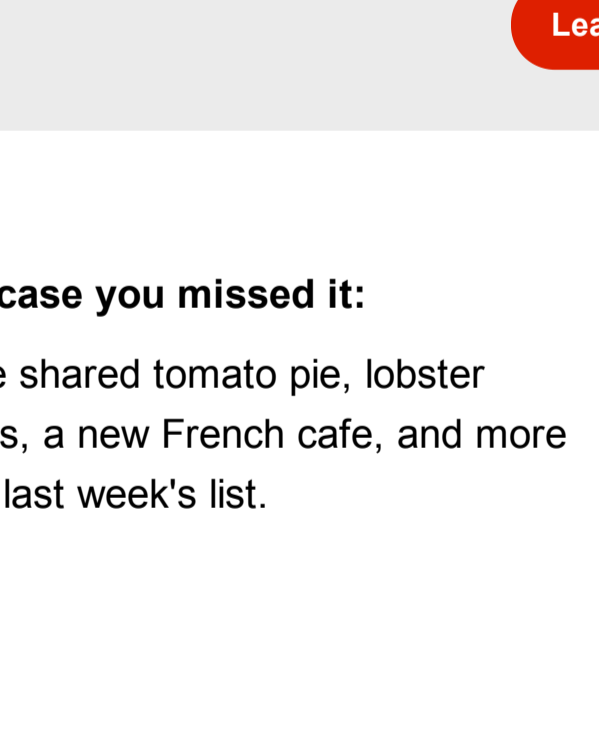 Lea
case you missed it:
e shared tomato pie, lobster
s, a new French cafe, and more
last week's list.